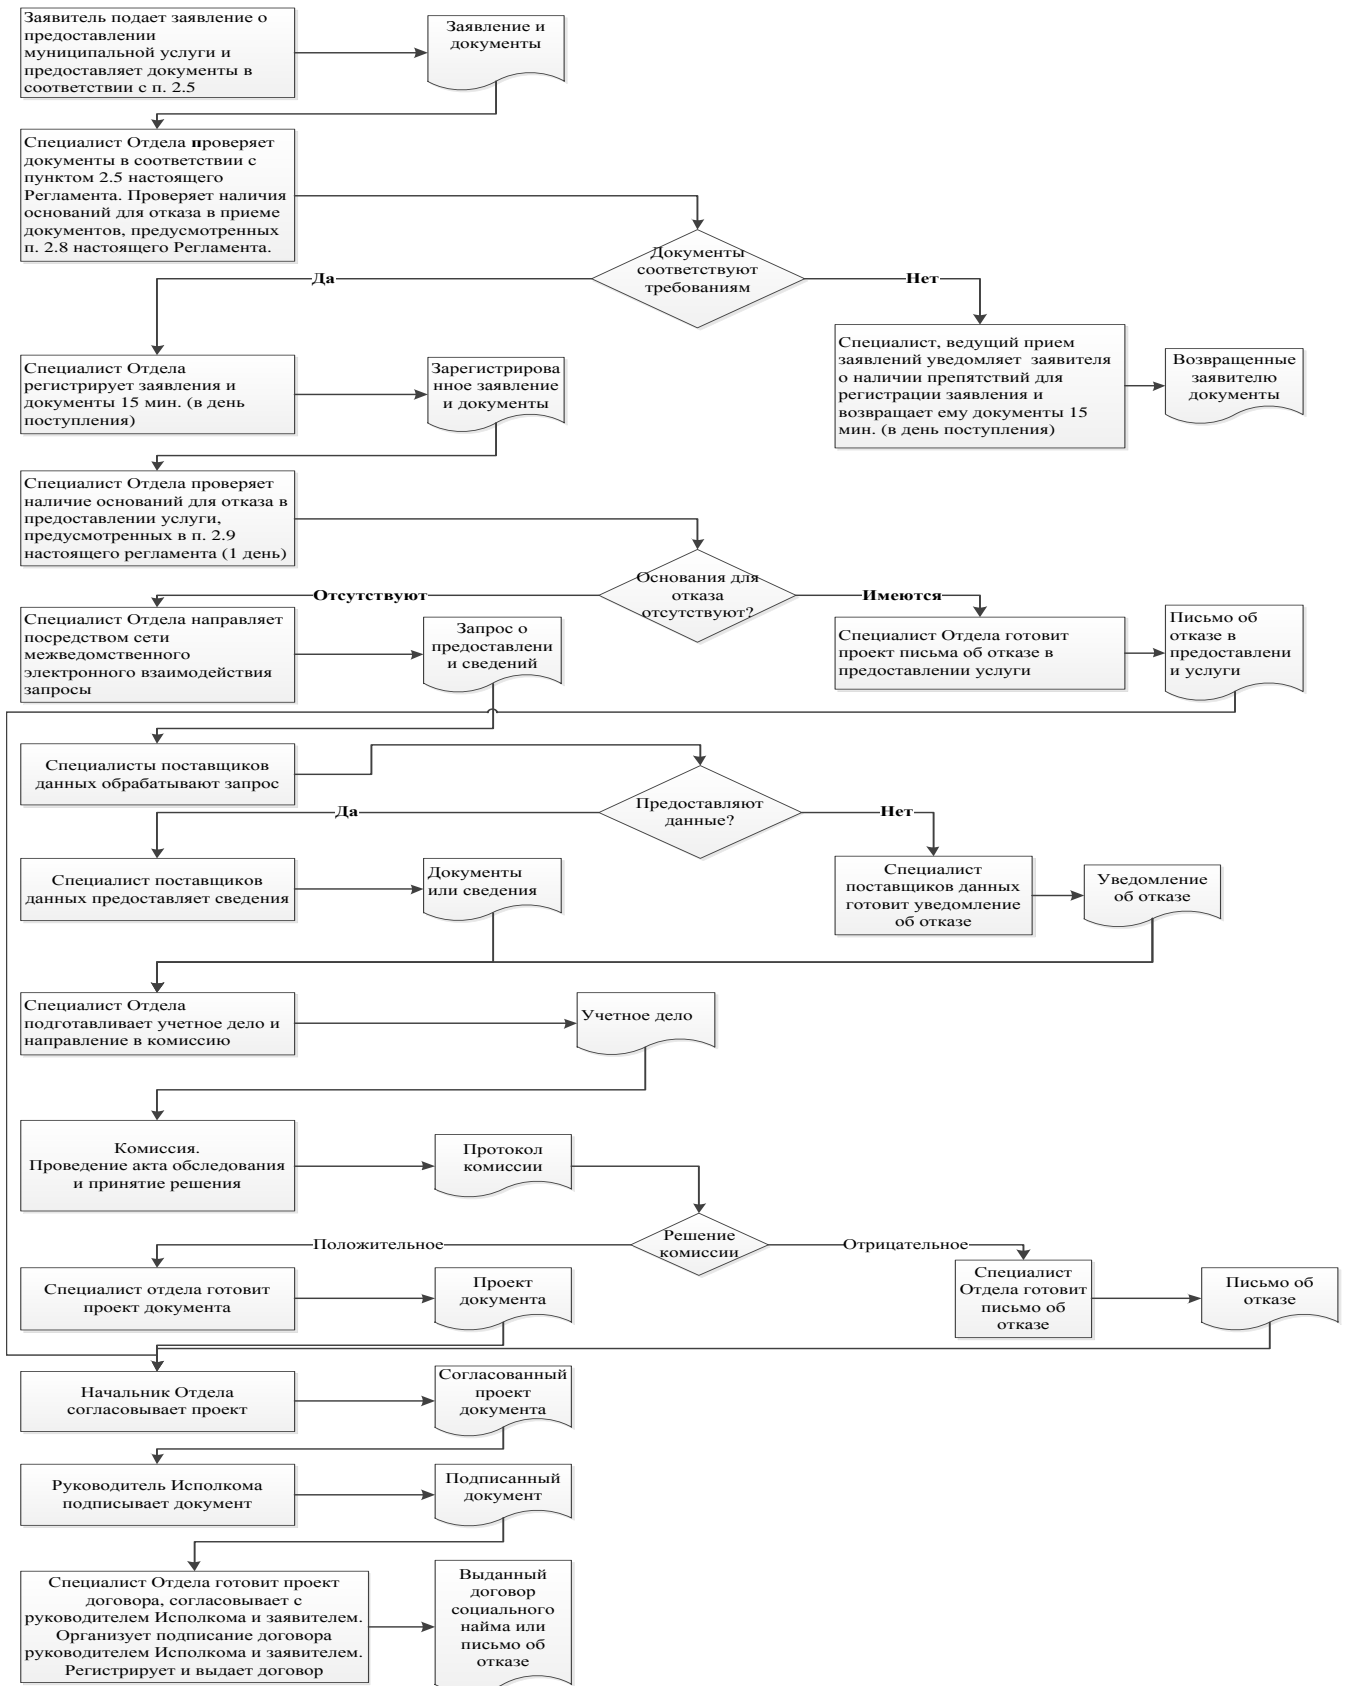 Заявитель подает заявление о
предоставлении
муниципальной услуги и
предоставляет документы в
соответствии с п. 2.5
Заявление и
документы
Специалист Отдела проверяет
документы в соответствии с
пунктом 2.5 настоящего
Регламента. Проверяет наличия
оснований для отказа в приеме
документов, предусмотренных
п. 2.8 настоящего Регламента.
Документы
соответствуют
требованиям
Да
Нет
Специалист Отдела
регистрирует заявления и
документы 15 мин. (в день
поступления)
Зарегистрирова
нное заявление
и документы
Специалист, ведущий прием
заявлений уведомляет заявителя
о наличии препятствий для
регистрации заявления и
возвращает ему документы 15
мин. (в день поступления)
Возвращенные
заявителю
документы
Специалист Отдела проверяет
наличие оснований для отказа в
предоставлении услуги,
предусмотренных в п. 2.9
настоящего регламента (1 день)
Основания для
отказа
отсутствуют?
Отсутствуют
Имеются
Специалист Отдела направляет
посредством сети
межведомственного
электронного взаимодействия
запросы
Запрос о
предоставлени
и сведений
Специалист Отдела готовит
проект письма об отказе в
предоставлении услуги
Письмо об
отказе в
предоставлени
и услуги
Специалисты поставщиков
данных обрабатывают запрос
Предоставляют
данные?
Да
Нет
Специалист поставщиков
данных предоставляет сведения
Документы
или сведения
Специалист
поставщиков данных
готовит уведомление
об отказе
Уведомление
об отказе
Специалист Отдела
подготавливает учетное дело и
направление в комиссию
Учетное дело
Комиссия.
Проведение акта обследования
и принятие решения
Протокол
комиссии
Решение
комиссии
Положительное
Отрицательное
Специалист отдела готовит
проект документа
Проект
документа
Специалист
Отдела готовит
письмо об
отказе
Письмо об
отказе
Начальник Отдела
согласовывает проект
Согласованный
проект
документа
Руководитель Исполкома
подписывает документ
Подписанный
документ
Специалист Отдела готовит проект
договора, согласовывает с
руководителем Исполкома и заявителем.
Организует подписание договора
руководителем Исполкома и заявителем.
Регистрирует и выдает договор
Выданный
договор
социального
найма или
письмо об
отказе